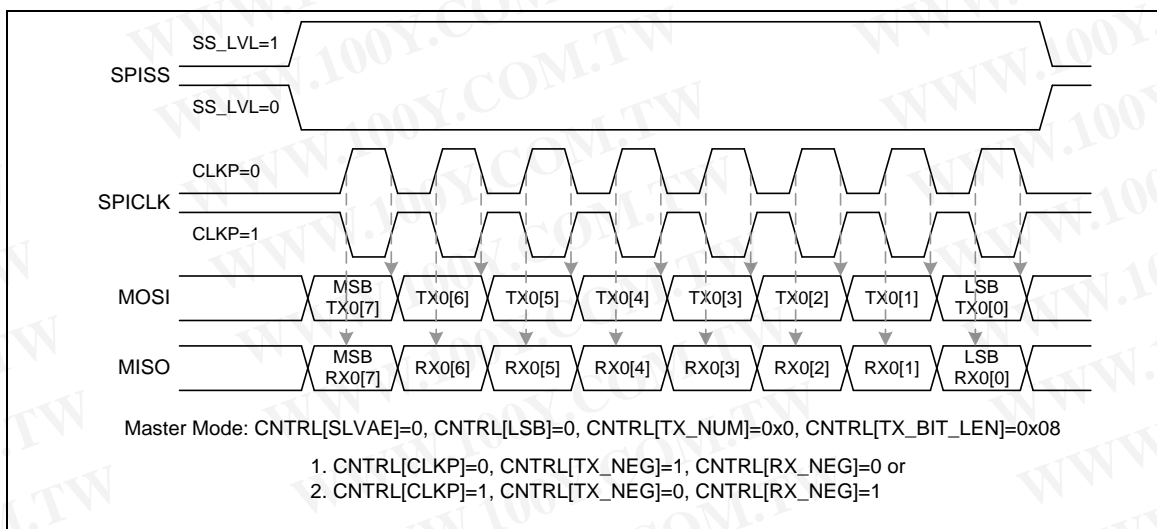 SS_LVL=1
SPISS
SS_LVL=0
CLKP=0
SPICLK
CLKP=1
MOSI
MSB
TX0[7]
TX0[6]
TX0[5]
TX0[4]
TX0[3]
TX0[2]
TX0[1]
LSB
TX0[0]
MISO
MSB
RX0[7]
RX0[6]
RX0[5]
RX0[4]
RX0[3]
RX0[2]
RX0[1]
LSB
RX0[0]
Master Mode: CNTRL[SLVAE]=0, CNTRL[LSB]=0, CNTRL[TX_NUM]=0x0, CNTRL[TX_BIT_LEN]=0x08
1. CNTRL[CLKP]=0, CNTRL[TX_NEG]=1, CNTRL[RX_NEG]=0 or
2. CNTRL[CLKP]=1, CNTRL[TX_NEG]=0, CNTRL[RX_NEG]=1
WWW.100Y.COM.TW